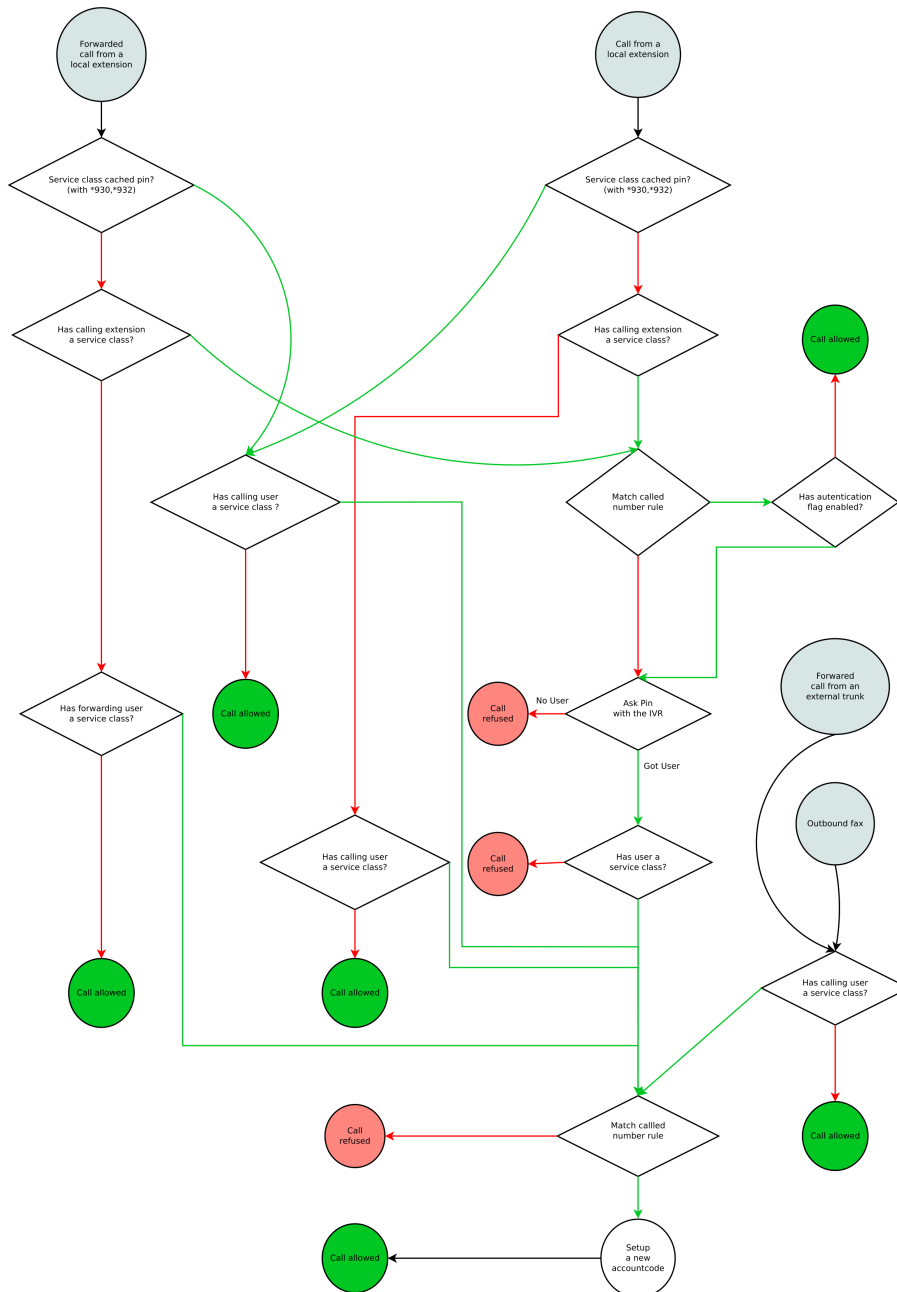 Forwarded
call from a
local extension
Call from a
local extension
Service class cached pin?
(with *930,*932)
Service class cached pin?
(with *930,*932)
Has calling extension
a service class?
Has calling extension
a service class?
Call allowed
Has calling user
a service class ?
Match called
number rule
Has autentication
flag enabled?
Forwared
call from an
external trunk
Has forwarding user
a service class?
Call allowed
Call
refused
No User
Ask Pin
with the IVR
Got User
Outbound fax
Has calling user
a service class?
Call
refused
Has user a
service class?
Call allowed
Call allowed
Has calling user
a service class?
Call
refused
Match callled
number rule
Call allowed
Call allowed
Setup
a new
accountcode